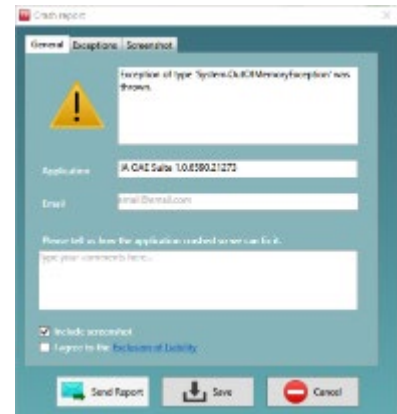 Crash report
General Exceptions Screenshot
Exception of type 'System.OutOfMemoryException' was
thrown.
Application IA OAE Suite 1.0.6590.21273
Email email@email.com
Please tell us how the application crashed so we can fix it.
Type your comments here...
Include screenshot
I agree to the Exclusion of Liability
Send Report Save Cancel